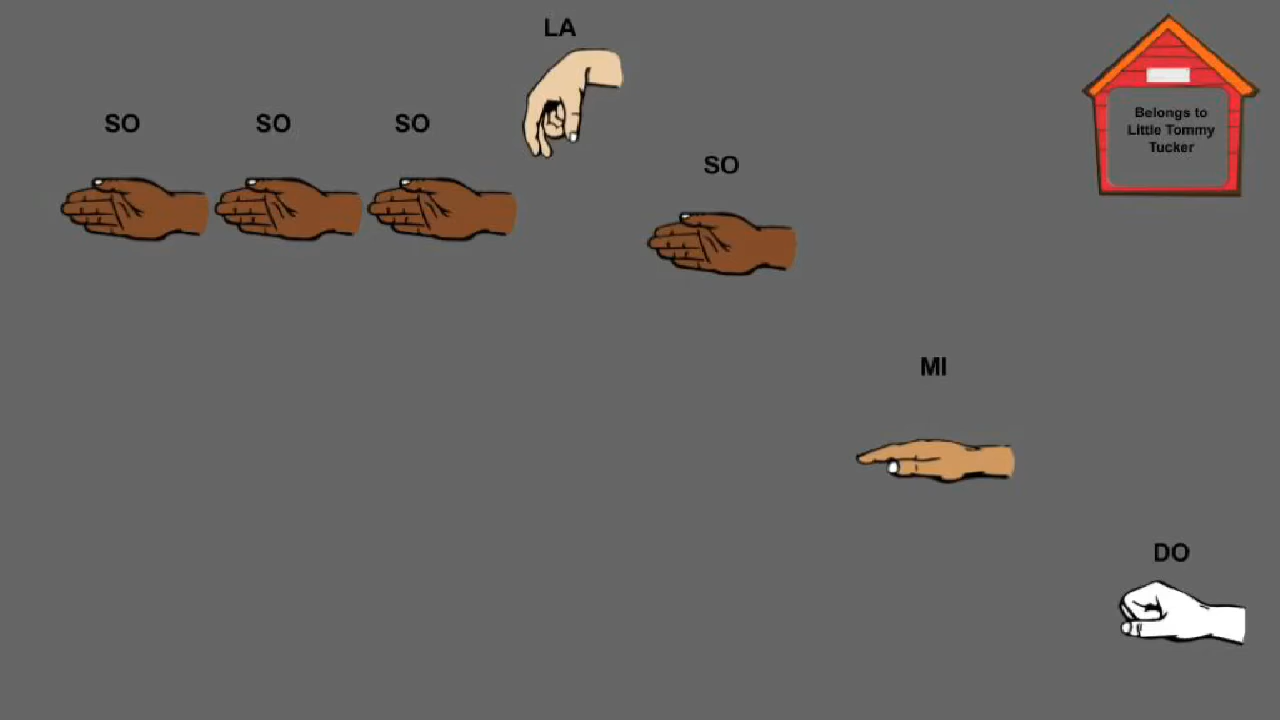 LA
SO SO SO
SO
MI
DO
Belongs to
Little Tommy
Tucker